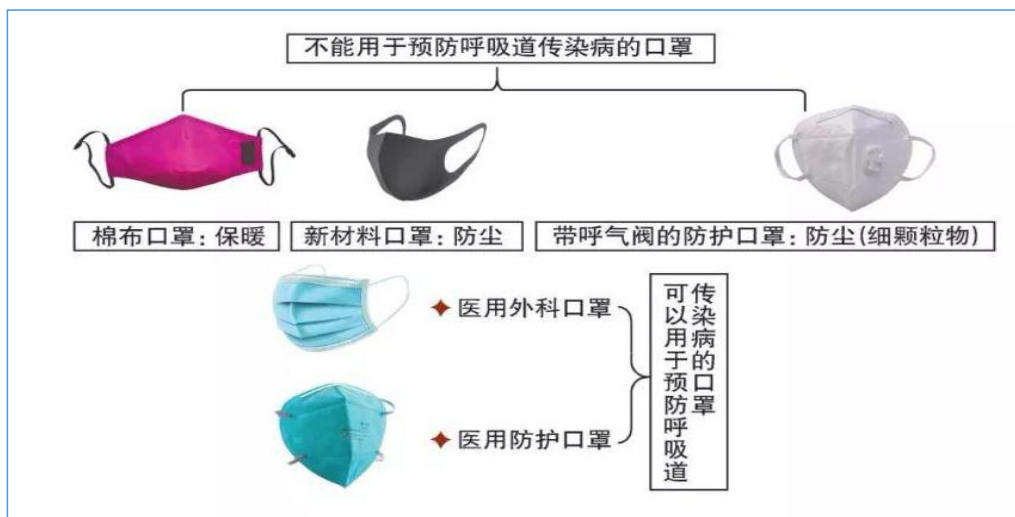 不能用于预防呼吸道传染病的口罩
棉布口罩：保暖
新材料口罩：防尘
带呼气阀的防护口罩：防尘(细颗粒物)
医用外科口罩
医用防护口罩
可以用于预防呼吸道
传染病的口罩